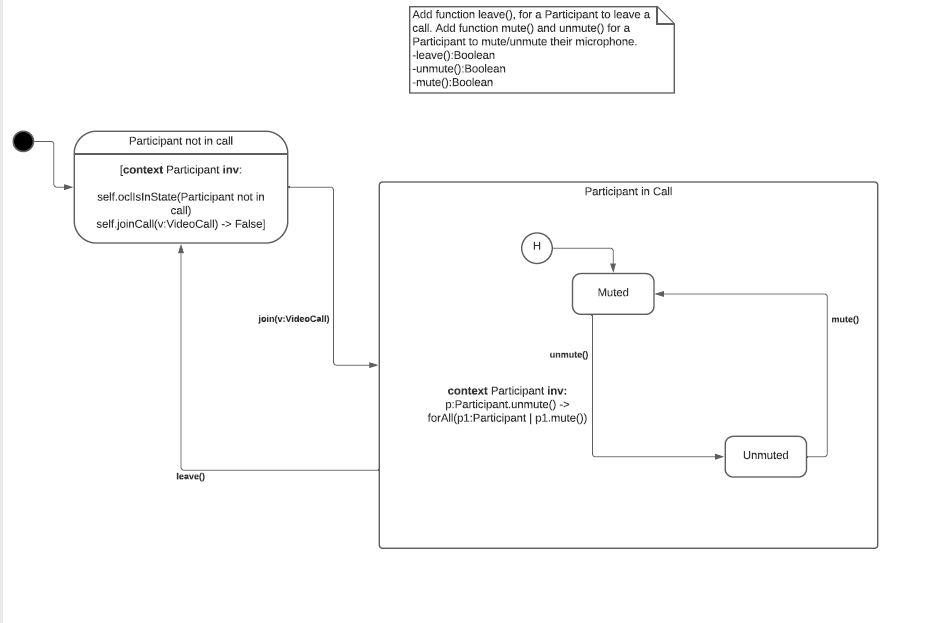 Add function leave(), for a Participant to leave a
call. Add function mute() and unmute() for a
Participant to mute/unmute their microphone.
-leave():Boolean
-unmute():Boolean
-mute():Boolean
Participant not in call
[context Participant inv:
self.oclIsInState(Participant not in
call)
self.joinCall(v:VideoCall) -> False]
Participant in Call
H
Muted
join(v:VideoCall)
mute()
unmute()
context Participant inv:
p:Participant.unmute() ->
forAll(p1:Participant | p1.mute())
Unmuted
leave()